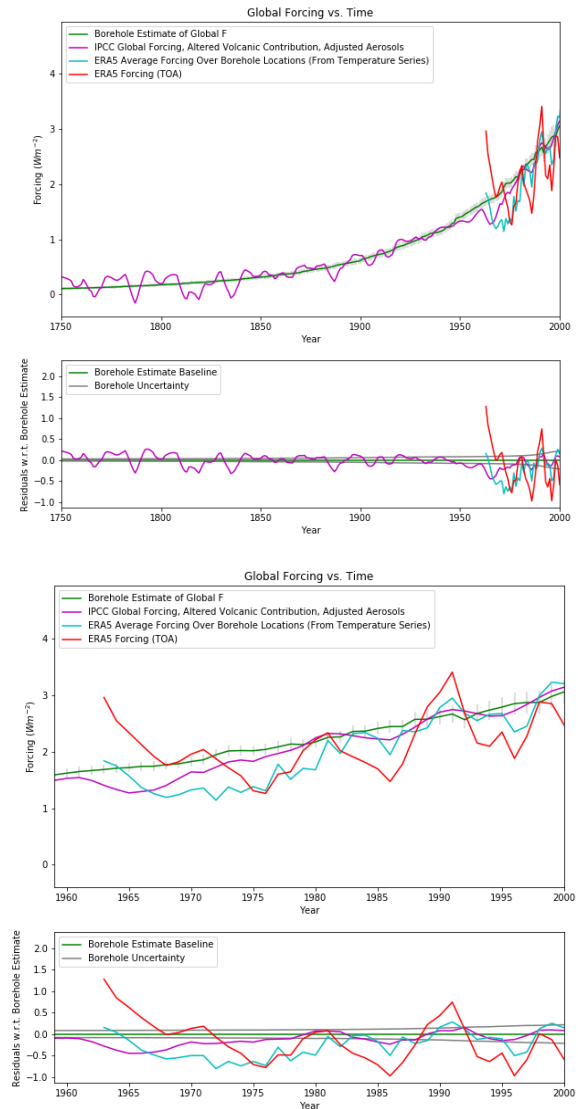 Global Forcing vs. Time
Borehole Estimate of Global F
IPCC Global Forcing, Altered Volcanic Contribution, Adjusted Aerosols
ERA5 Average Forcing Over Borehole Locations (From Temperature Series)
ERA5 Forcing (TOA)
Forcing (Wm⁻²)
4
3
2
1
0
1750 1800 1850 1900 1950 2000
Year
Borehole Estimate Baseline
Borehole Uncertainty
Residuals w.r.t. Borehole Estimate
2.0
1.5
1.0
0.5
0.0
−0.5
−1.0
1750 1800 1850 1900 1950 2000
Year
Global Forcing vs. Time
Borehole Estimate of Global F
IPCC Global Forcing, Altered Volcanic Contribution, Adjusted Aerosols
ERA5 Average Forcing Over Borehole Locations (From Temperature Series)
ERA5 Forcing (TOA)
Forcing (Wm⁻²)
4
3
2
1
0
1960 1965 1970 1975 1980 1985 1990 1995 2000
Year
Borehole Estimate Baseline
Borehole Uncertainty
Residuals w.r.t. Borehole Estimate
2.0
1.5
1.0
0.5
0.0
−0.5
−1.0
1960 1965 1970 1975 1980 1985 1990 1995 2000
Year